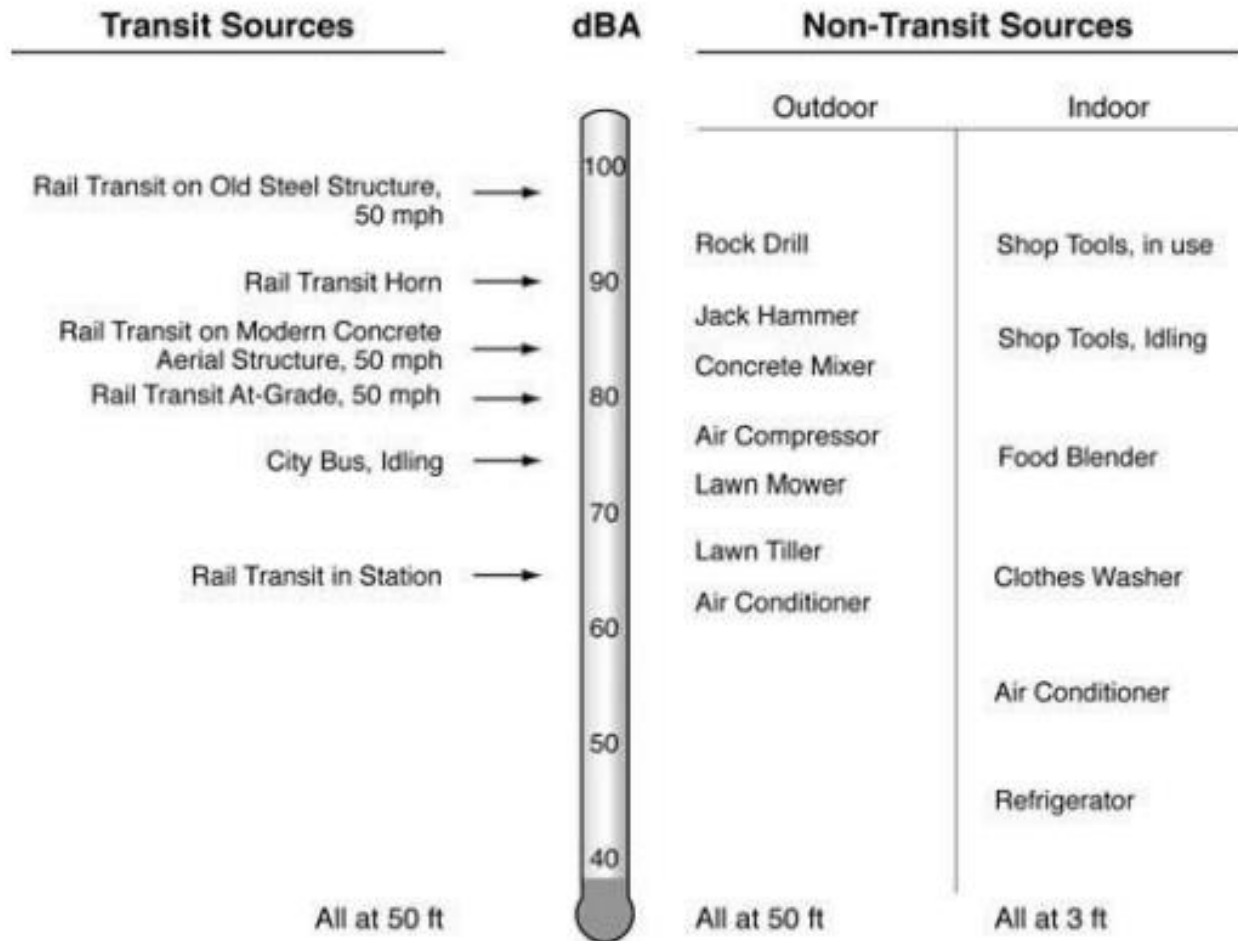 Transit Sources
dBA
Non-Transit Sources
Outdoor
Indoor
Rail Transit on Old Steel Structure,
50 mph
Rail Transit Horn
Rail Transit on Modern Concrete
Aerial Structure, 50 mph
Rail Transit At-Grade, 50 mph
City Bus, Idling
Rail Transit in Station
All at 50 ft
100
90
80
70
60
50
40
Rock Drill
Jack Hammer
Concrete Mixer
Air Compressor
Lawn Mower
Lawn Tiller
Air Conditioner
All at 50 ft
Shop Tools, in use
Shop Tools, Idling
Food Blender
Clothes Washer
Air Conditioner
Refrigerator
All at 3 ft